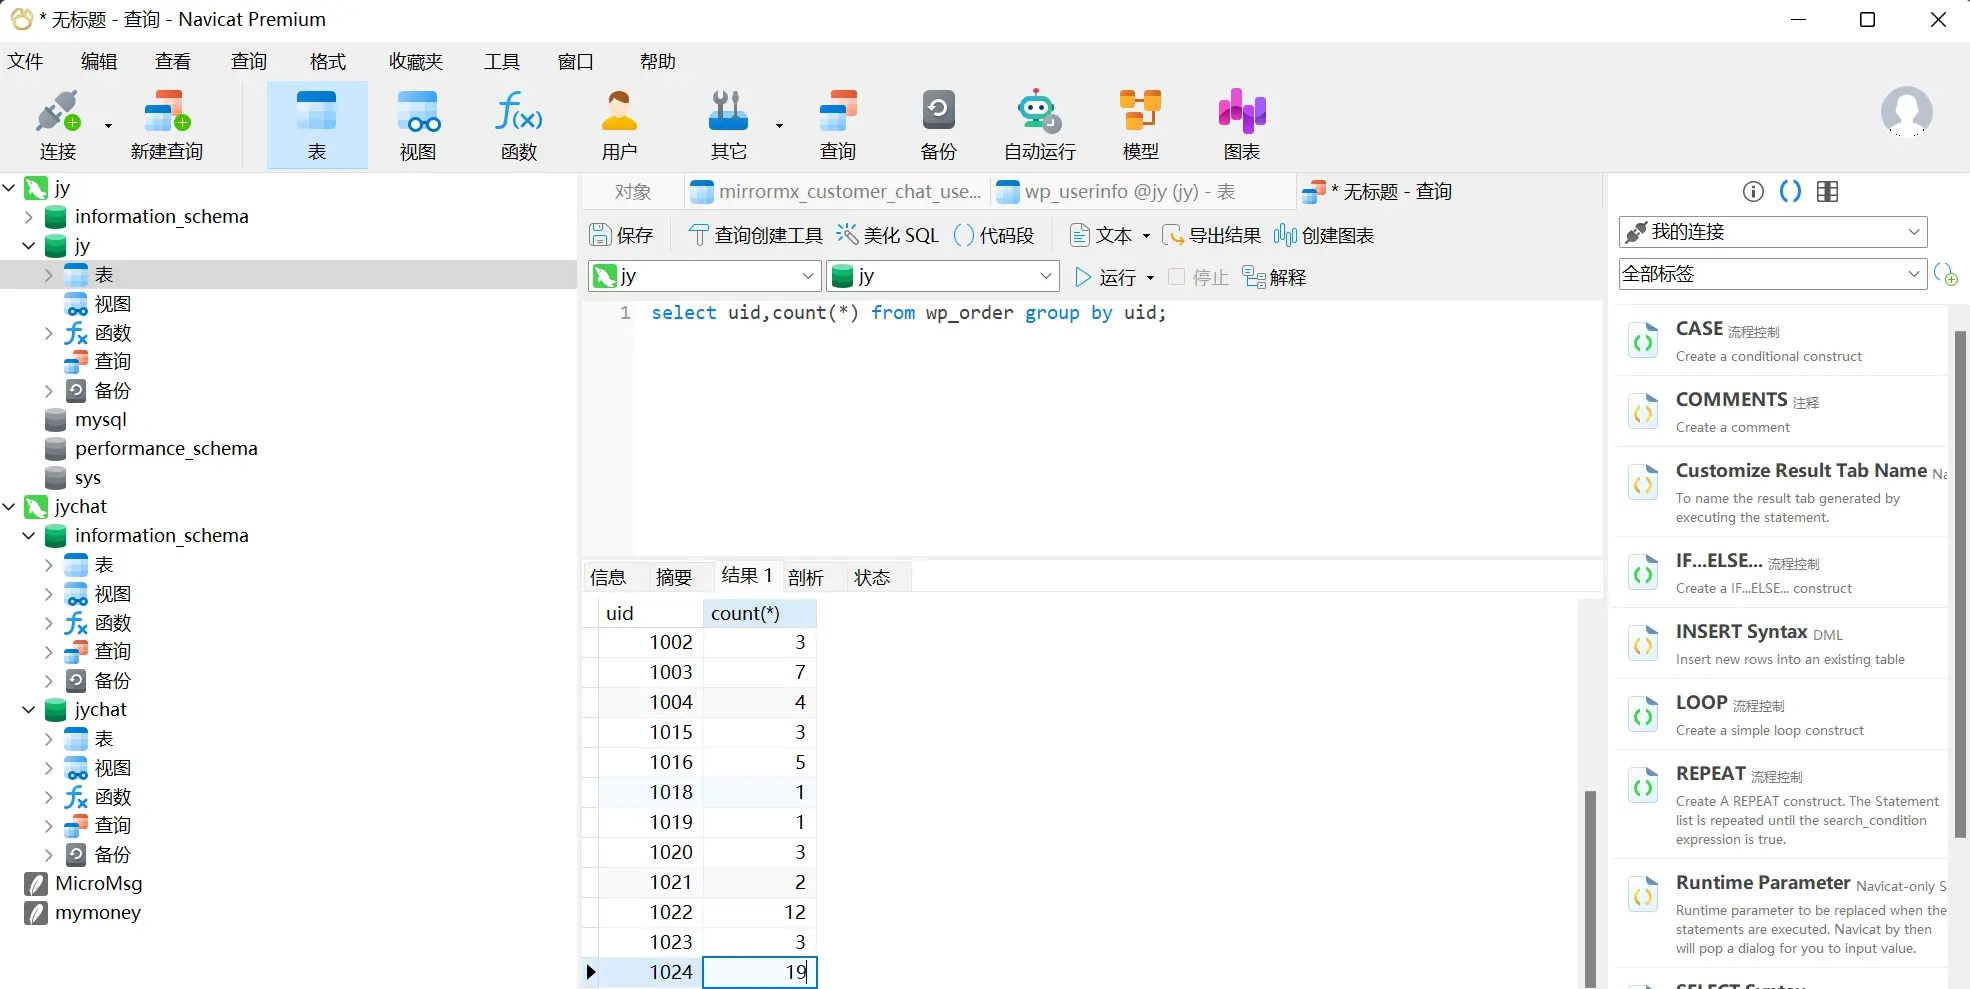 * 无标题 - 查询 - Navicat Premium
文件 编辑 查看 查询 格式 收藏夹 工具 窗口 帮助
连接 新建查询 表 视图 函数 用户 其它 查询 备份 自动运行 模型 图表
jy
information_schema
jy
表
视图
函数
查询
备份
mysql
performance_schema
sys
jychat
information_schema
表
视图
函数
查询
备份
jychat
表
视图
函数
查询
备份
MicroMsg
mymoney
对象 mirrormx_customer_chat_use... wp_userinfo @jy (jy) - 表 * 无标题 - 查询
保存 查询创建工具 美化 SQL () 代码段 文本 导出结果 创建图表
jy jy 运行 停止 解释
1 select uid,count(*) from wp_order group by uid;
信息 摘要 结果 1 剖析 状态
uid count(*)
1002 3
1003 7
1004 4
1015 3
1016 5
1018 1
1019 1
1020 3
1021 2
1022 12
1023 3
1024 19
我的连接
全部标签
CASE 流程控制
Create a conditional construct
COMMENTS 注释
Create a comment
Customize Result Tab Name Na
To name the result tab generated by
executing the statement.
IF...ELSE... 流程控制
Create a IF...ELSE... construct
INSERT Syntax DML
Insert new rows into an existing table
LOOP 流程控制
Create a simple loop construct
REPEAT 流程控制
Create A REPEAT construct. The Statement
list is repeated until the search_condition
expression is true.
Runtime Parameter Navicat-only S
Runtime parameter to be replaced when the
statements are executed. Navicat by then
will pop a dialog for you to input value.
SELECT Syntax